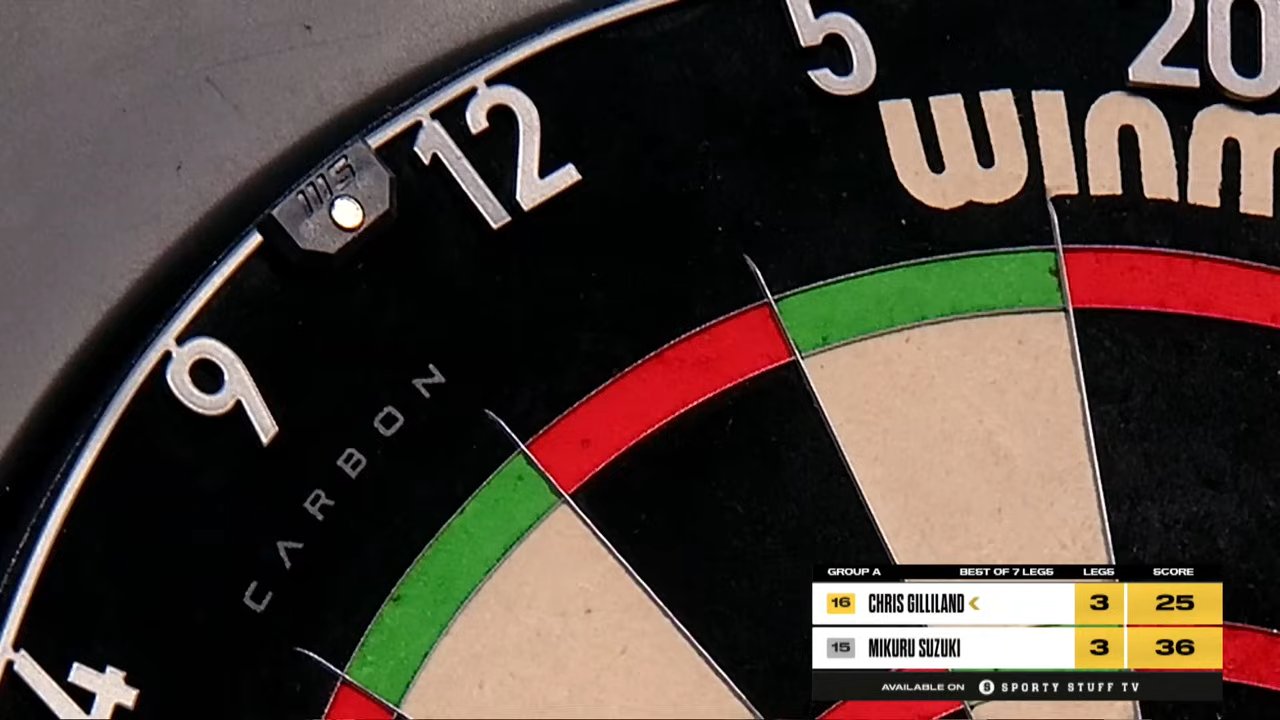 5
20
12
9
CARBON
4
GROUP A BEST OF 7 LEGS LEGS SCORE
16 CHRIS GILLILAND 3 25
15 MIKURU SUZUKI 3 36
AVAILABLE ON S SPORTY STUFF TV